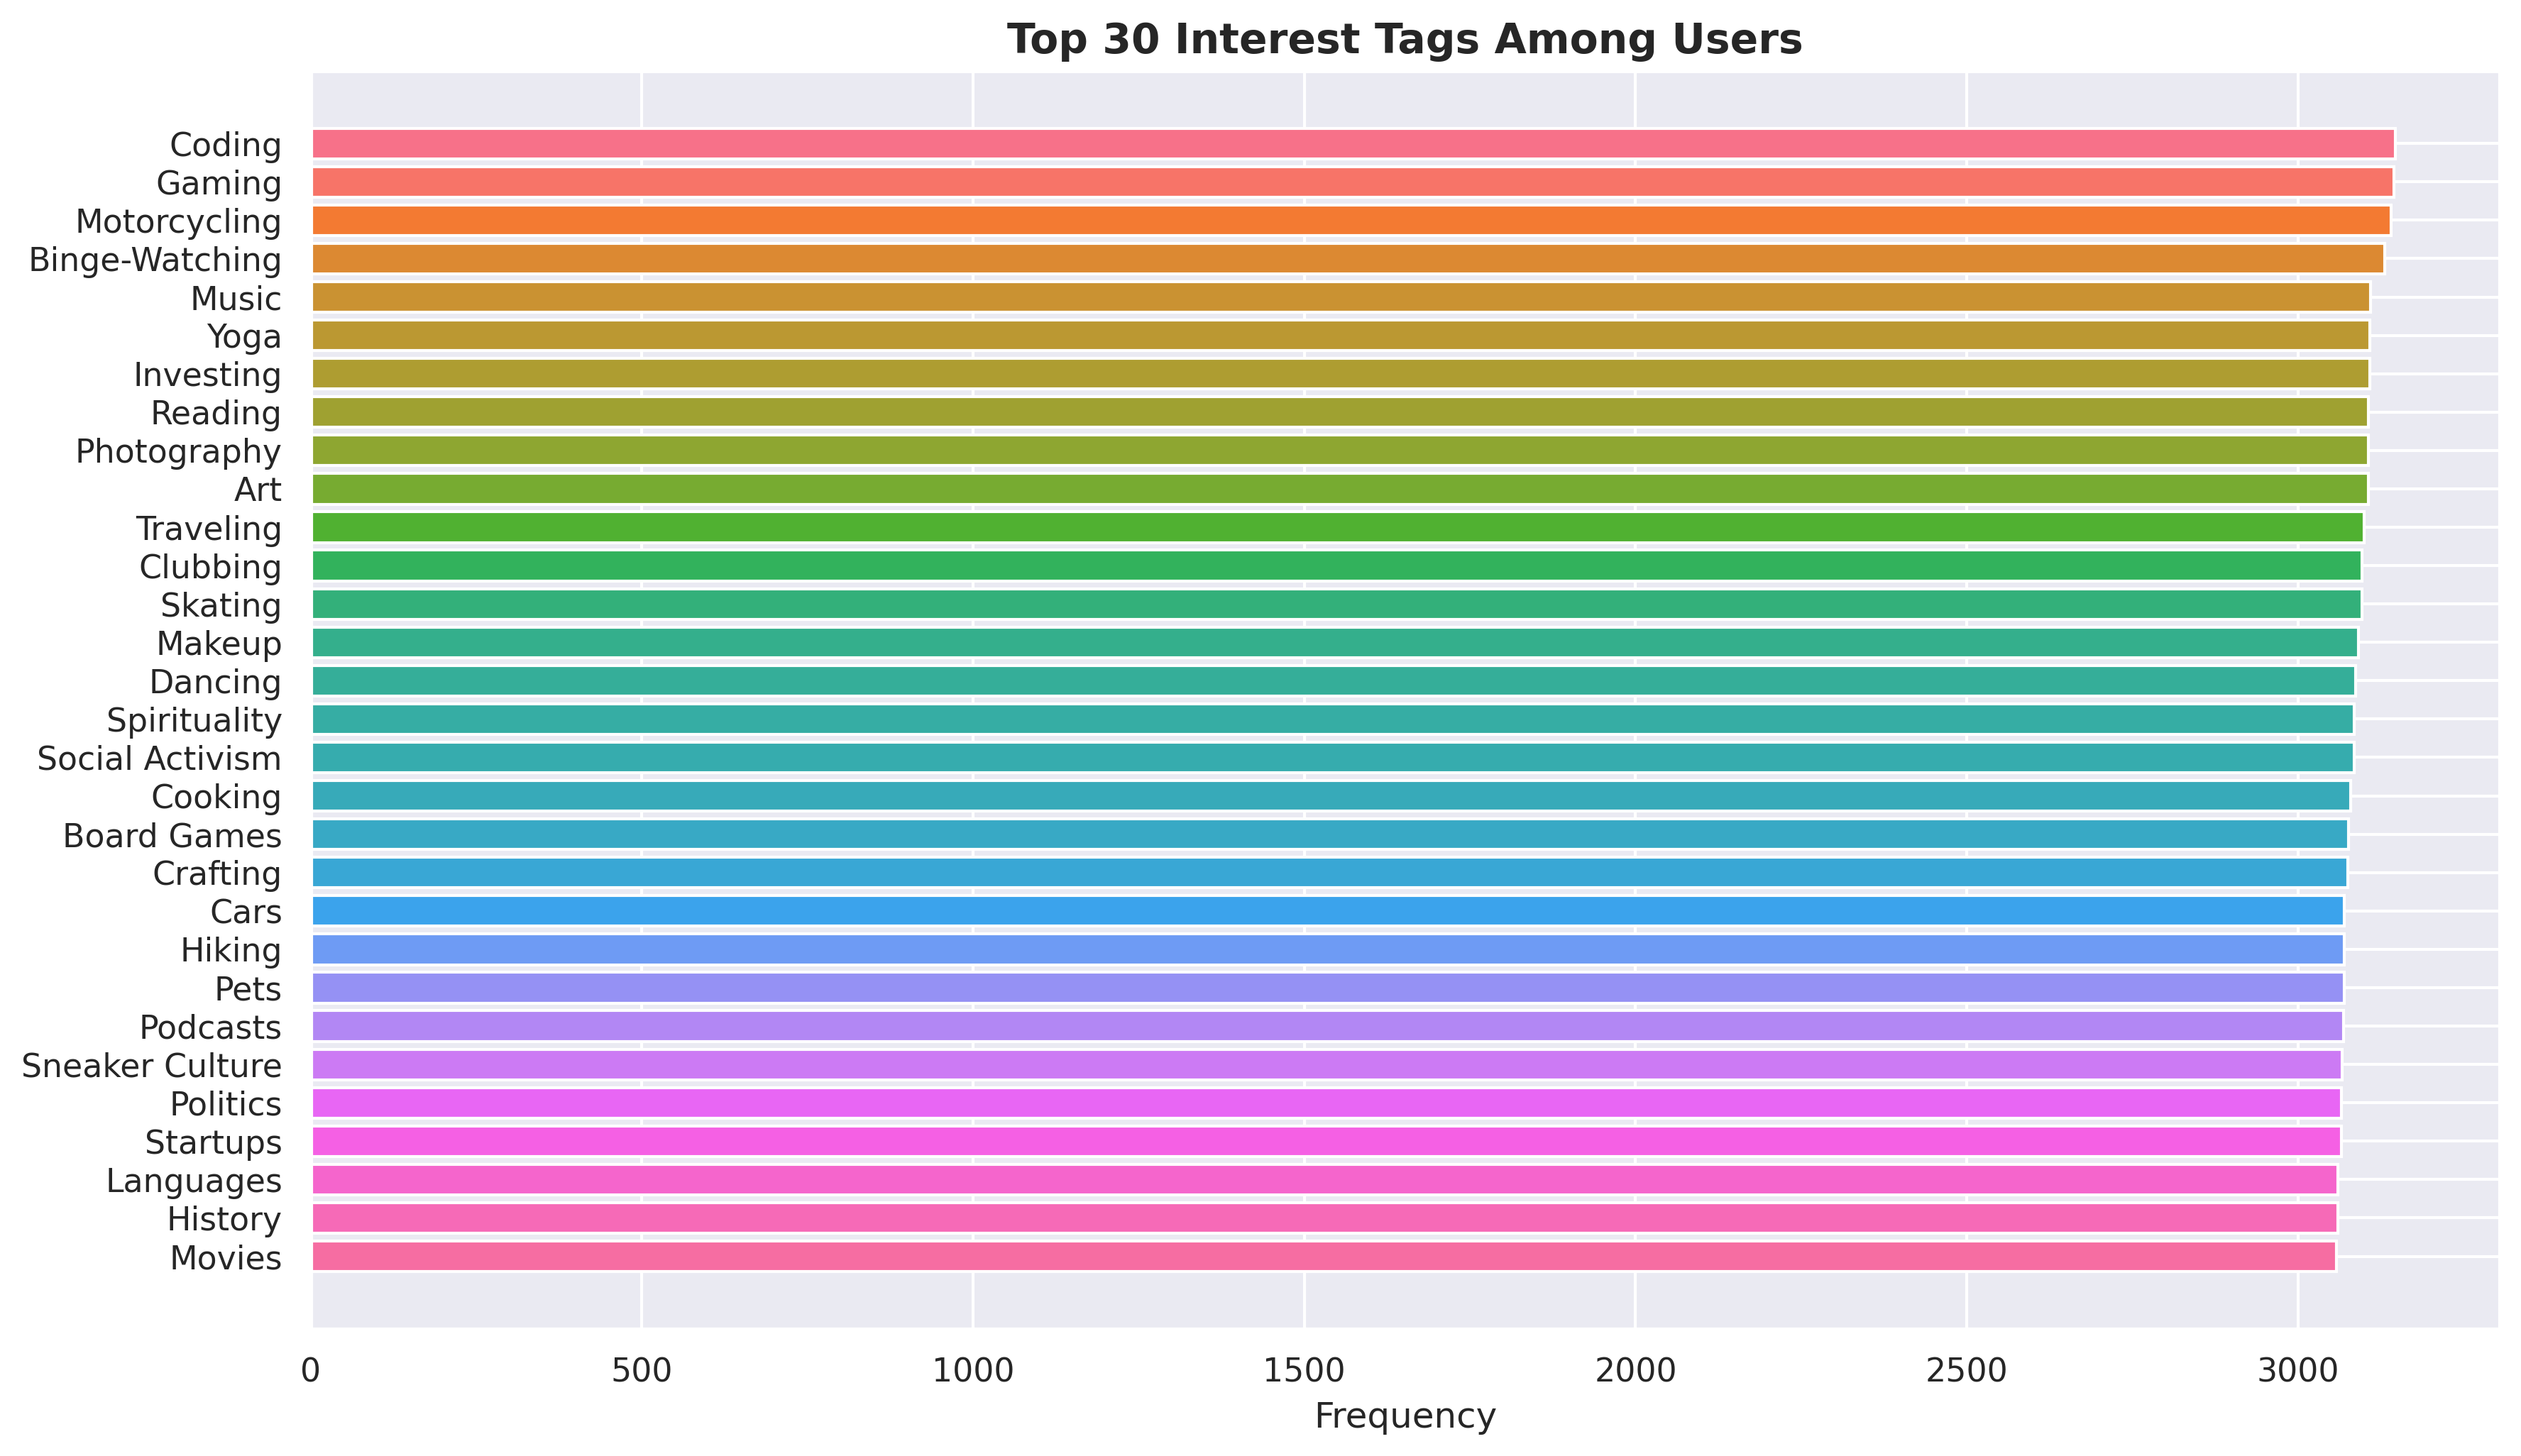 Top 30 Interest Tags Among Users
Coding
Gaming
Motorcycling
Binge-Watching
Music
Yoga
Investing
Reading
Photography
Art
Traveling
Clubbing
Skating
Makeup
Dancing
Spirituality
Social Activism
Cooking
Board Games
Crafting
Cars
Hiking
Pets
Podcasts
Sneaker Culture
Politics
Startups
Languages
History
Movies
0 500 1000 1500 2000 2500 3000
Frequency